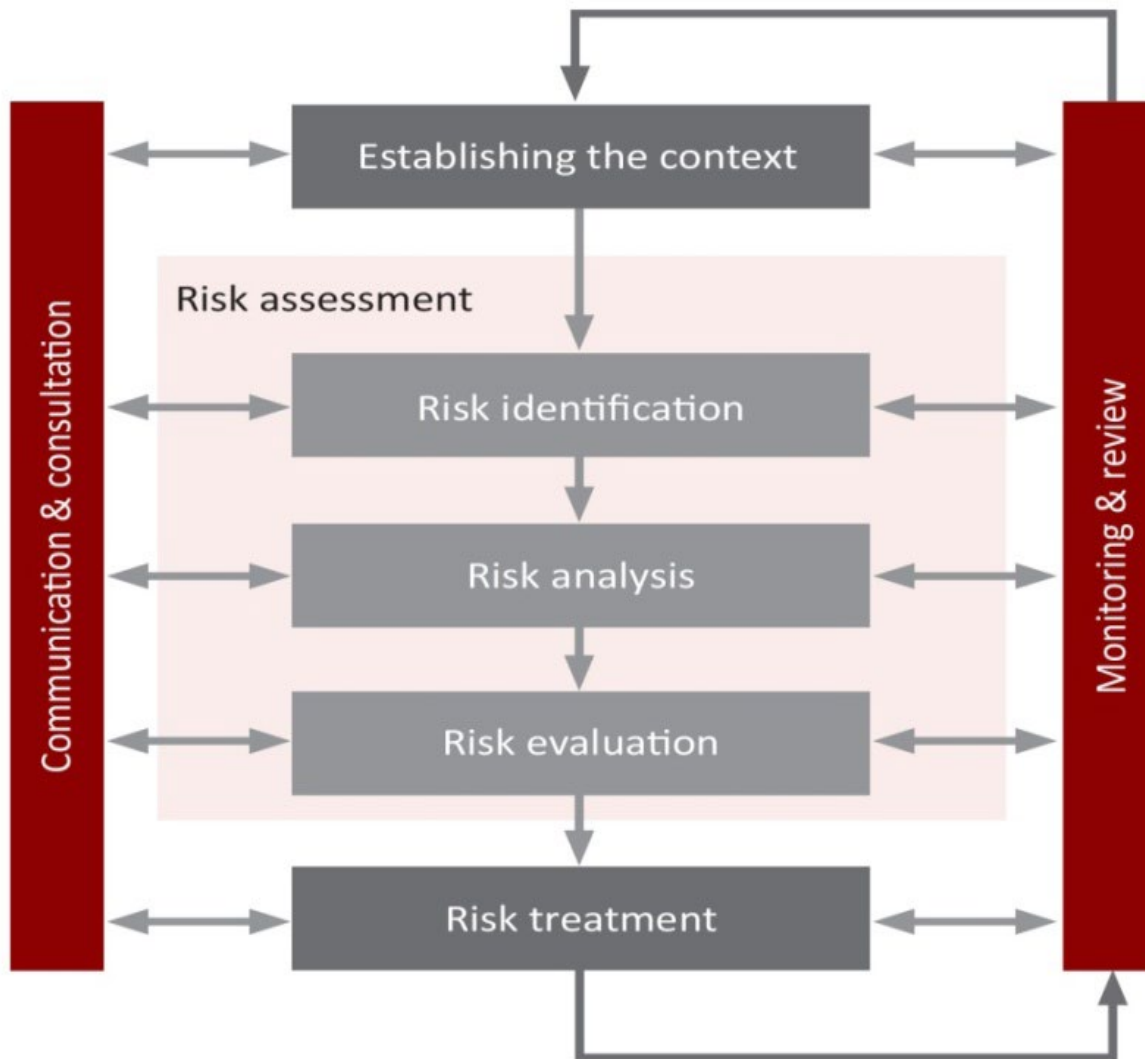 Establishing the context
Risk assessment
Risk identification
Risk analysis
Risk evaluation
Risk treatment
Communication & consultation
Monitoring & review